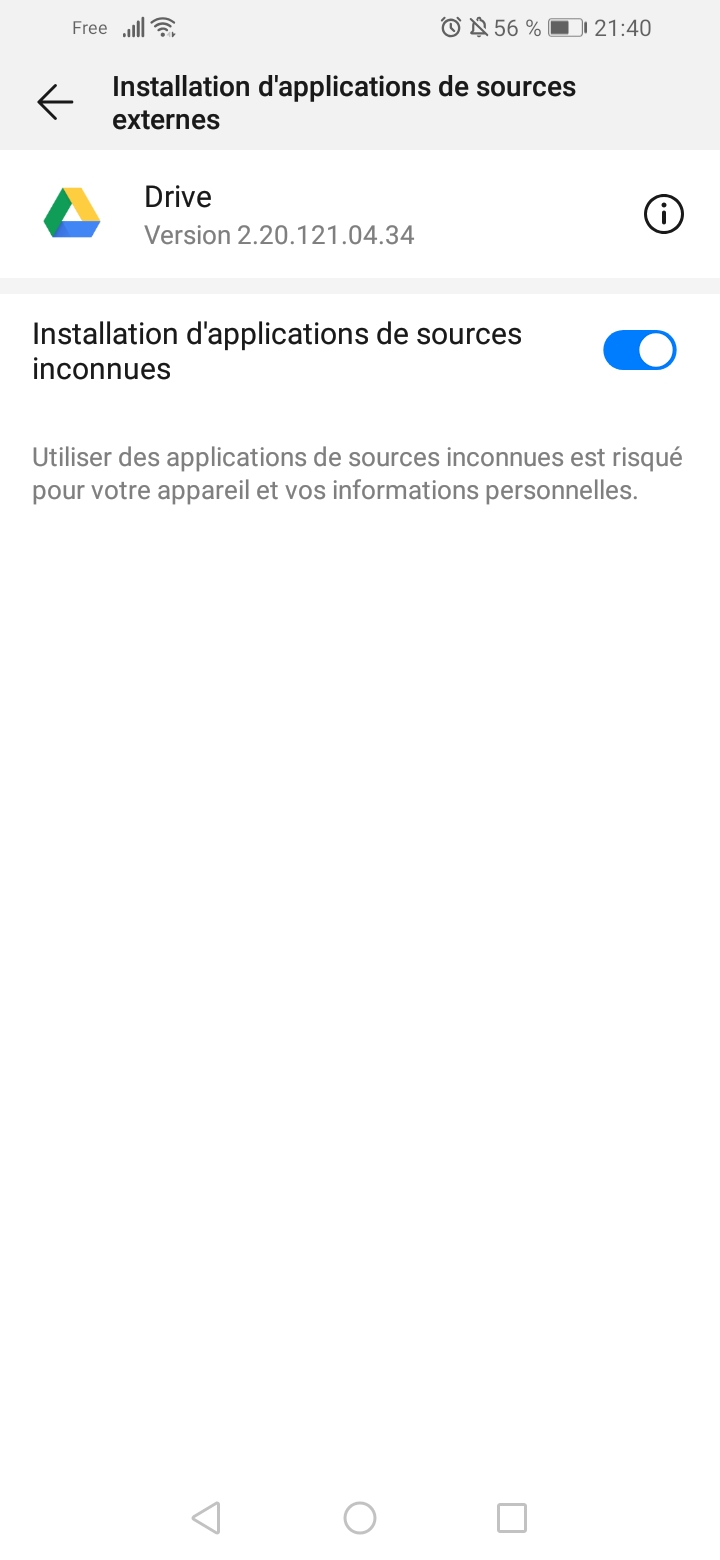 Free 56 % 21:40
Installation d'applications de sources
externes
Drive
Version 2.20.121.04.34
Installation d'applications de sources
inconnues
Utiliser des applications de sources inconnues est risqué
pour votre appareil et vos informations personnelles.